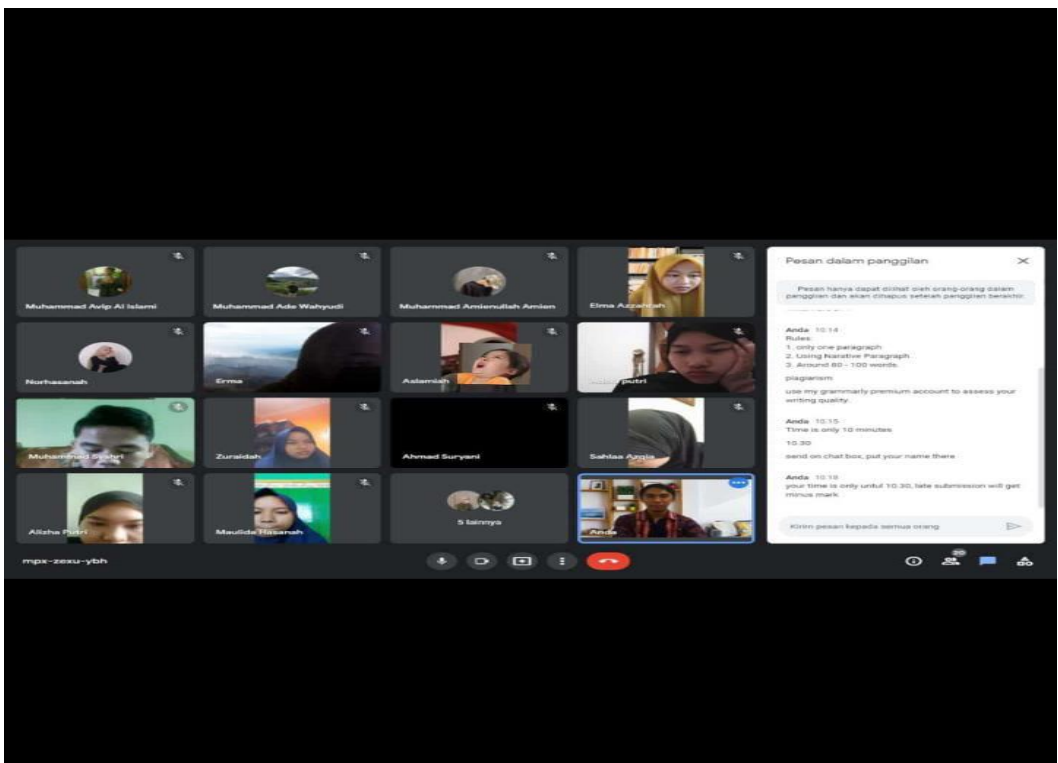 Muhammad Avip Al Islami
Muhammad Ade Wahyudi
Muhammad Amienullah Amien
Elma Azzahrah
Norhasanah
Erma
Aslamiah
putri
Muhammad Syahri
Zuraidah
Ahmad Suryani
Sahlaa Azqia
Alizha Putri
Maulida Hasanah
5 lainnya
Anda
Pesan dalam panggilan
Pesan hanya dapat dilihat oleh orang-orang dalam
panggilan dan akan dihapus setelah panggilan berakhir.
Anda 10:14
Rules:
1. only one paragraph
2. Using Narative Paragraph
3. Around 80 - 100 words.
plagiarism
use my grammarly premium account to assess your
writing quality.
Anda 10:15
Time is only 10 minutes
10.30
send on chat box, put your name there
Anda 10:18
your time is only until 10.30, late submission will get
minus mark
Kirim pesan kepada semua orang
mpx-zexu-ybh
20